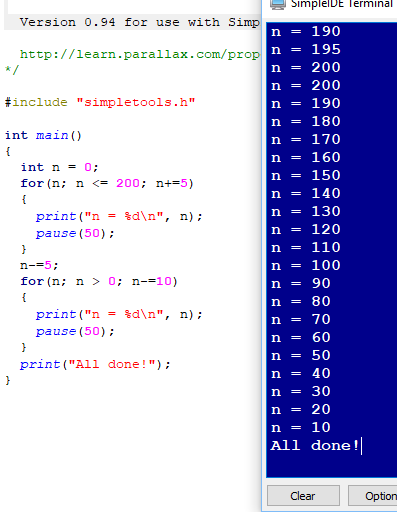 Version 0.94 for use with Simp
http://learn.parallax.com/prop
*/
#include "simpletools.h"
int main()
{
int n = 0;
for(n; n <= 200; n+=5)
{
print("n = %d\n", n);
pause(50);
}
n-=5;
for(n; n > 0; n-=10)
{
print("n = %d\n", n);
pause(50);
}
print("All done!");
}
SimpleIDE Terminal
n = 190
n = 195
n = 200
n = 200
n = 190
n = 180
n = 170
n = 160
n = 150
n = 140
n = 130
n = 120
n = 110
n = 100
n = 90
n = 80
n = 70
n = 60
n = 50
n = 40
n = 30
n = 20
n = 10
All done!
Clear
Option